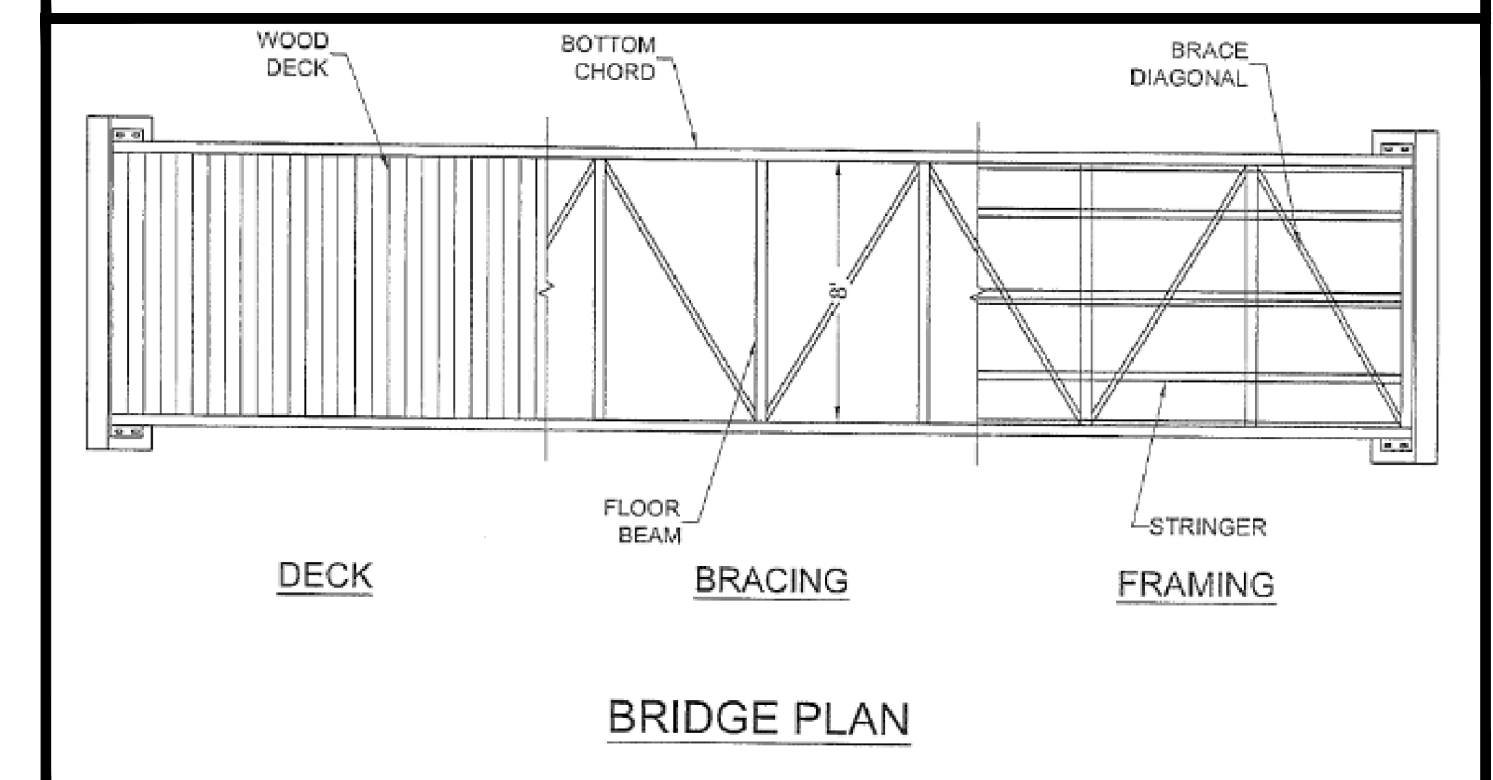 WOOD
DECK
BOTTOM
CHORD
BRACE
DIAGONAL
8'
FLOOR
BEAM
STRINGER
DECK
BRACING
FRAMING
BRIDGE PLAN